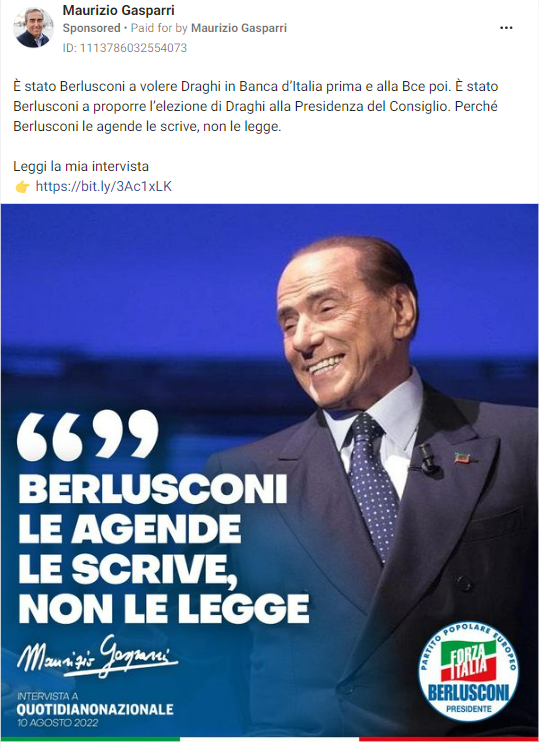 Maurizio Gasparri
Sponsored • Paid for by Maurizio Gasparri
ID: 1113786032554073
È stato Berlusconi a volere Draghi in Banca d'Italia prima e alla Bce poi. È stato
Berlusconi a proporre l'elezione di Draghi alla Presidenza del Consiglio. Perché
Berlusconi le agende le scrive, non le legge.
Leggi la mia intervista
👉 https://bit.ly/3Ac1xLK
“”
BERLUSCONI
LE AGENDE
LE SCRIVE,
NON LE LEGGE
Maurizio Gasparri
INTERVISTA A
QUOTIDIANONAZIONALE
10 AGOSTO 2022
PARTITO POPOLARE EUROPEO
FORZA
ITALIA
BERLUSCONI
PRESIDENTE